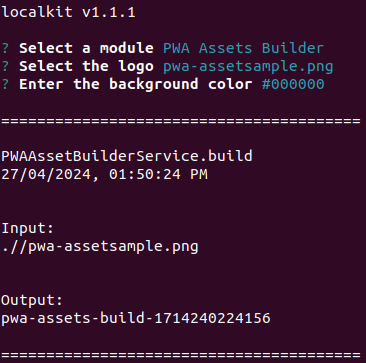 localkit v1.1.1
? Select a module PWA Assets Builder
? Select the logo pwa-assetsample.png
? Enter the background color #000000
========================================
PWAAssetBuilderService.build
27/04/2024, 01:50:24 PM
Input:
.//pwa-assetsample.png
Output:
pwa-assets-build-1714240224156
========================================